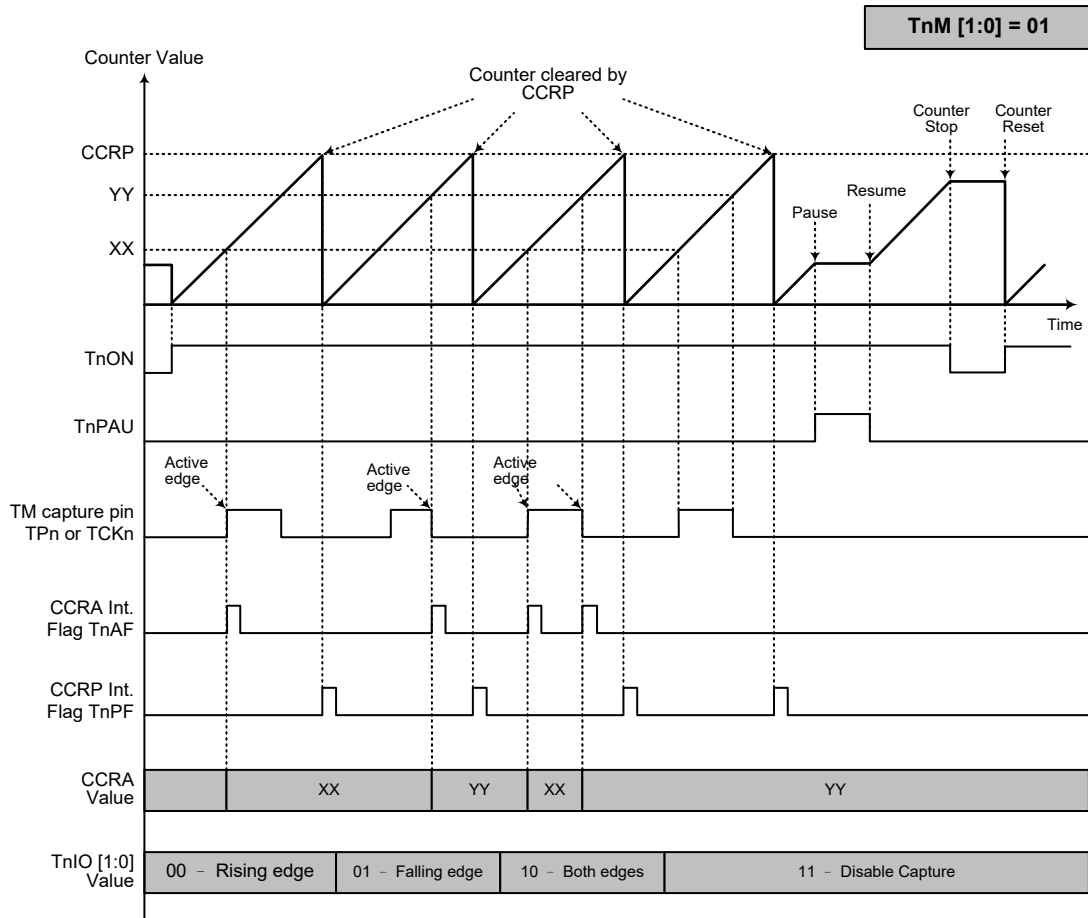 TnM [1:0] = 01
Counter Value
Counter cleared by
CCRP
Counter
Stop
Counter
Reset
CCRP
YY
Resume
Pause
XX
Time
TnON
TnPAU
Active
edge
Active
edge
Active
edge
TM capture pin
TPn or TCKn
CCRA Int.
Flag TnAF
CCRP Int.
Flag TnPF
CCRA
Value
XX
YY
XX
YY
TnIO [1:0]
Value
00 – Rising edge
01 – Falling edge
10 – Both edges
11 – Disable Capture